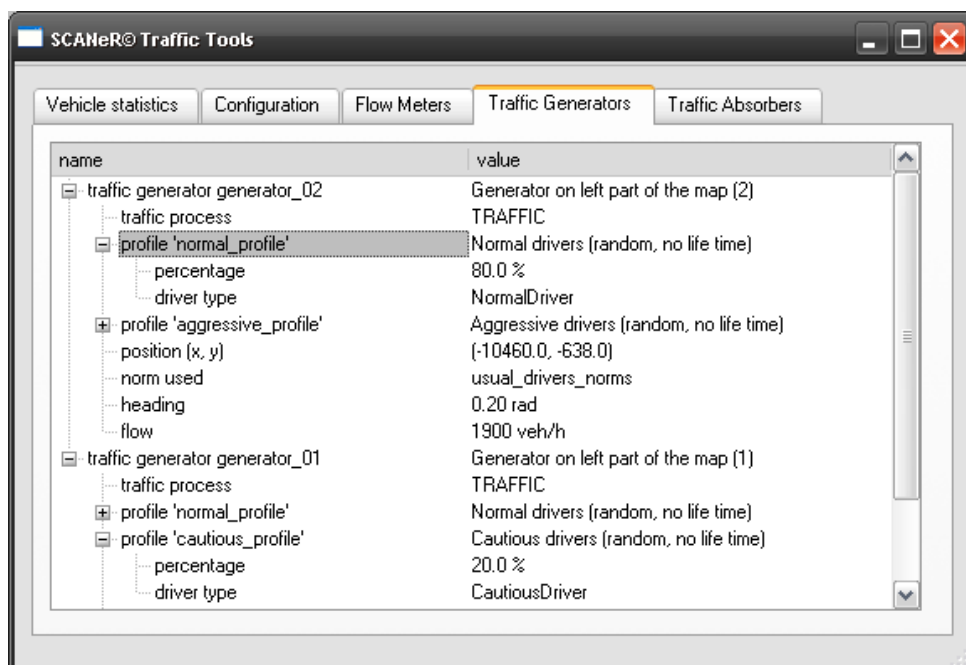 SCANeR© Traffic Tools
Vehicle statistics Configuration Flow Meters Traffic Generators Traffic Absorbers
name value
traffic generator generator_02 Generator on left part of the map (2)
traffic process TRAFFIC
profile 'normal_profile' Normal drivers (random, no life time)
percentage 80.0 %
driver type NormalDriver
profile 'aggressive_profile' Aggressive drivers (random, no life time)
position (x, y) (-10460.0, -638.0)
norm used usual_drivers_norms
heading 0.20 rad
flow 1900 veh/h
traffic generator generator_01 Generator on left part of the map (1)
traffic process TRAFFIC
profile 'normal_profile' Normal drivers (random, no life time)
profile 'cautious_profile' Cautious drivers (random, no life time)
percentage 20.0 %
driver type CautiousDriver